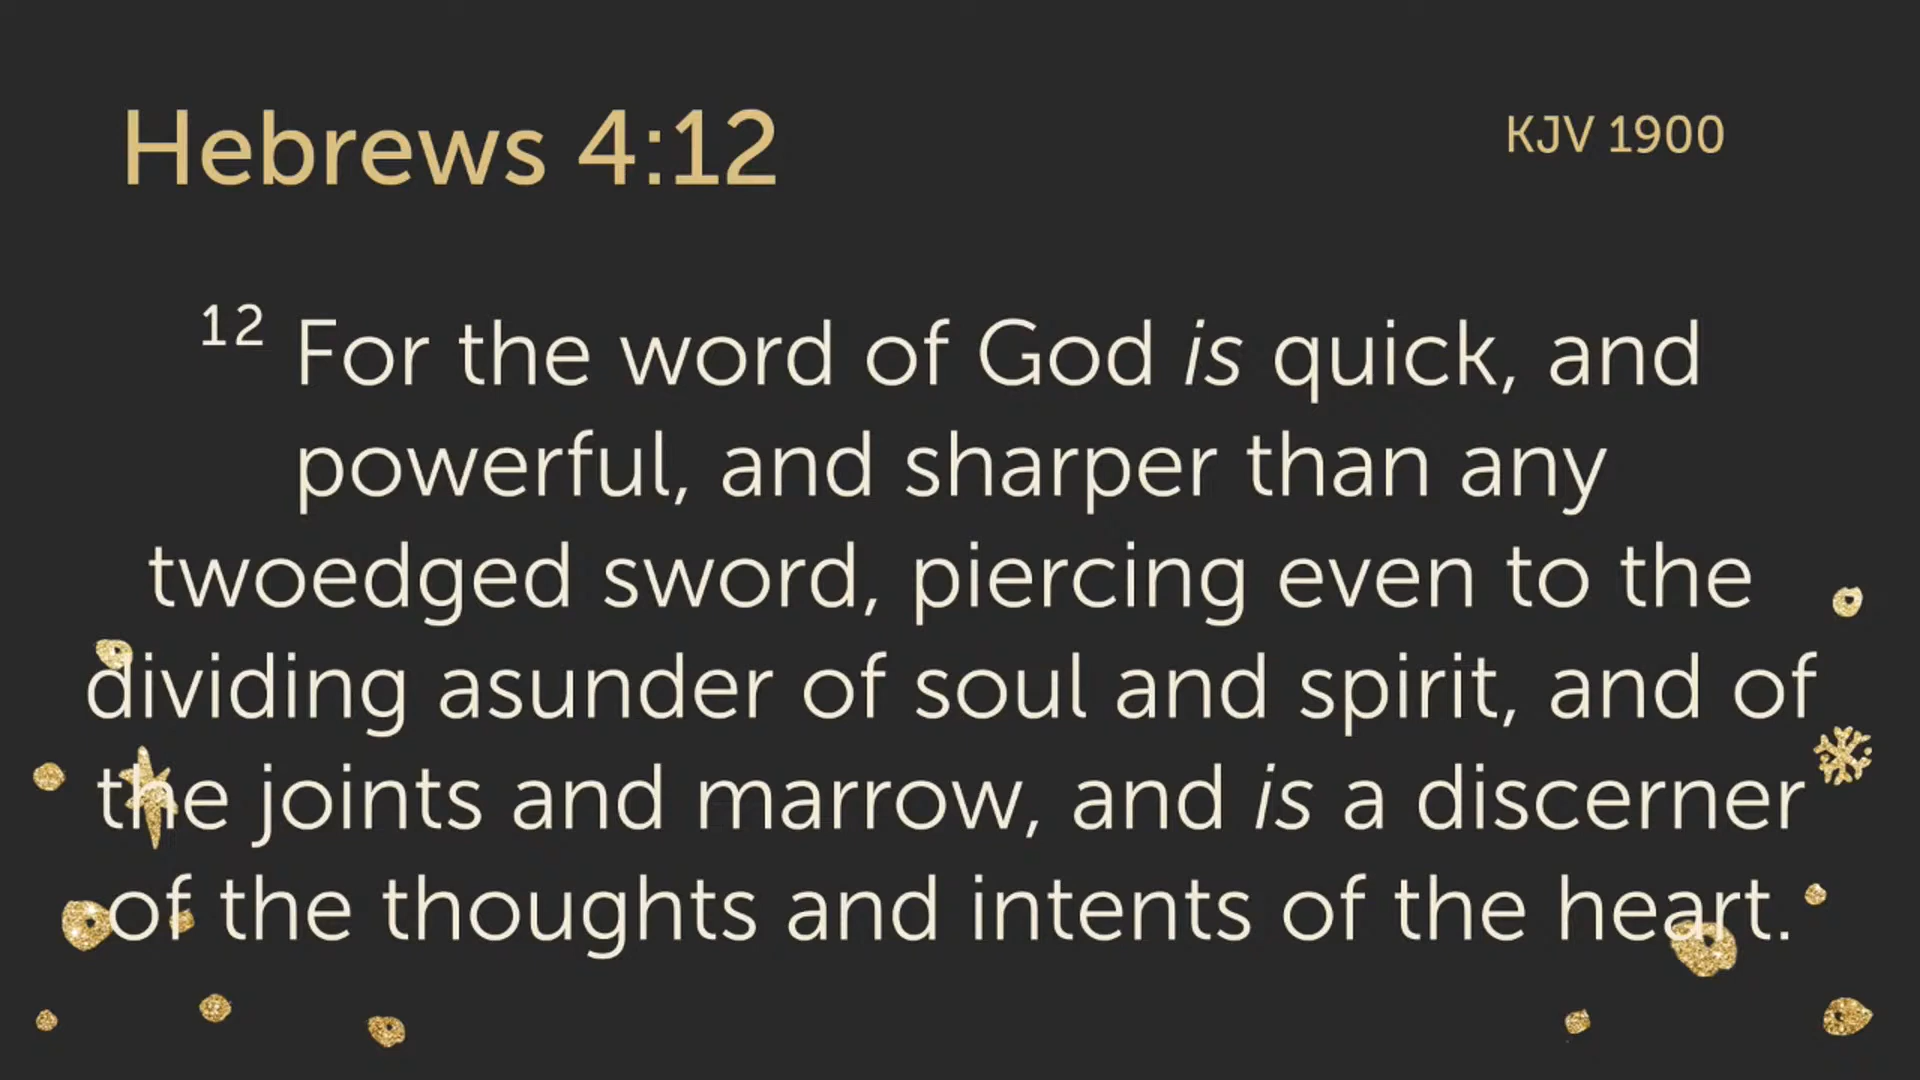 Hebrews 4:12
KJV 1900
12 For the word of God is quick, and
powerful, and sharper than any
twoedged sword, piercing even to the
dividing asunder of soul and spirit, and of
the joints and marrow, and is a discerner
of the thoughts and intents of the heart.